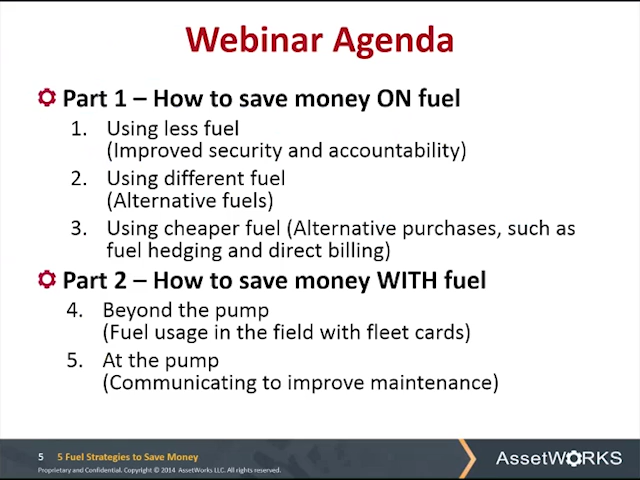 Webinar Agenda
Part 1 – How to save money ON fuel
1. Using less fuel
(Improved security and accountability)
2. Using different fuel
(Alternative fuels)
3. Using cheaper fuel (Alternative purchases, such as
fuel hedging and direct billing)
Part 2 – How to save money WITH fuel
4. Beyond the pump
(Fuel usage in the field with fleet cards)
5. At the pump
(Communicating to improve maintenance)
5 5 Fuel Strategies to Save Money
Proprietary and Confidential. Copyright © 2014 AssetWorks LLC. All rights reserved.
AssetWORKS